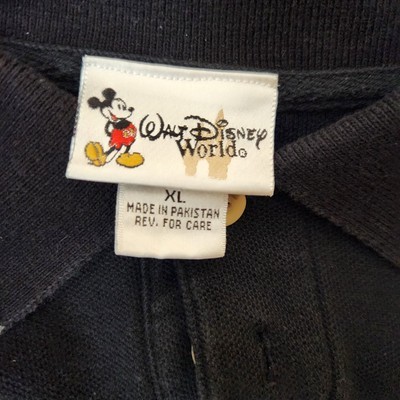 Walt Disney
World®
XL
MADE IN PAKISTAN
REV. FOR CARE